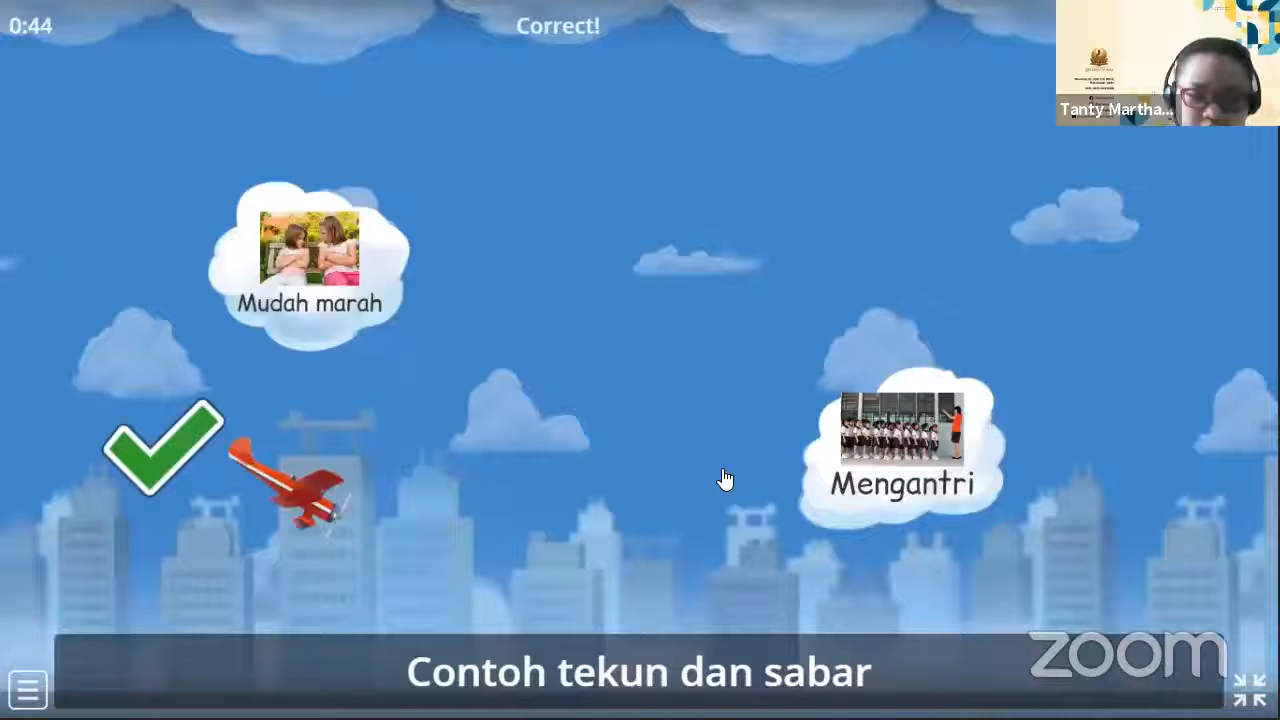 0:44
Correct!
Tanty Martha...
Mudah marah
Mengantri
Contoh tekun dan sabar
zoom